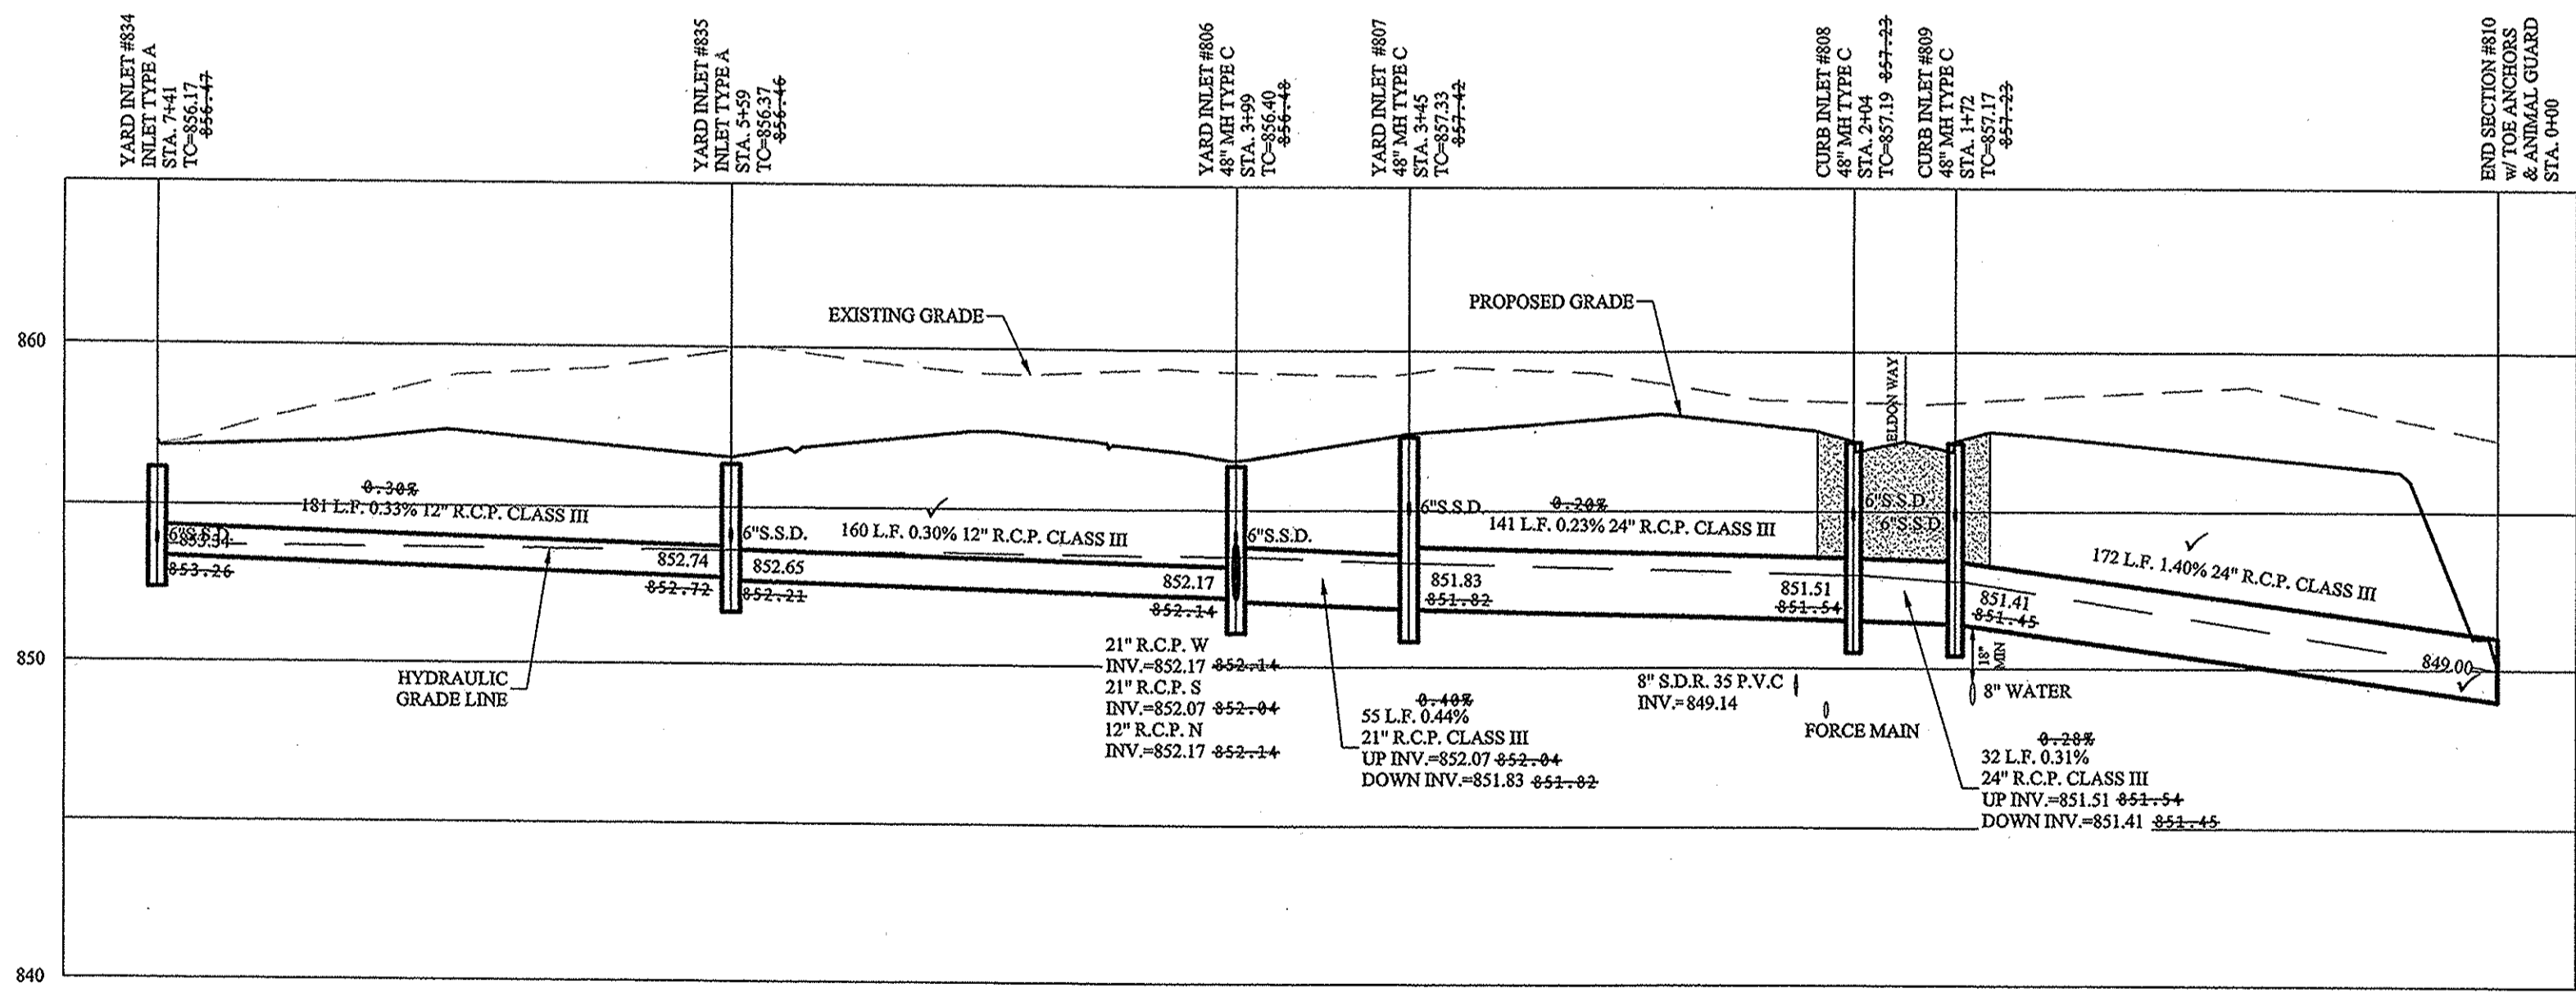 YARD INLET #834
INLET TYPE A
STA. 7+41
TC=856.17
856.47
YARD INLET #835
INLET TYPE A
STA. 5+59
TC=856.37
856.46
YARD INLET #806
48" MH TYPE C
STA. 3+99
TC=856.40
856.48
YARD INLET #807
48" MH TYPE C
STA. 3+45
TC=857.33
857.42
CURB INLET #808
48" MH TYPE C
STA. 2+04
TC=857.19 857.23
CURB INLET #809
48" MH TYPE C
STA. 1+72
TC=857.17
857.23
END SECTION #810
W/ TOE ANCHORS
& ANIMAL GUARD
STA. 0+00
860
EXISTING GRADE
PROPOSED GRADE
ELDON WAY
0.30%
181 L.F. 0.33% 12" R.C.P. CLASS III
6"S.S.D.
853.34
853.26
852.74
852.72
6"S.S.D.
852.65
852.21
160 L.F. 0.30% 12" R.C.P. CLASS III
852.17
852.14
6"S.S.D.
6"S.S.D.
0.20%
141 L.F. 0.23% 24" R.C.P. CLASS III
851.83
851.82
851.51
851.54
6"S.S.D.
6"S.S.D.
851.41
851.45
172 L.F. 1.40% 24" R.C.P. CLASS III
849.00
850
HYDRAULIC
GRADE LINE
21" R.C.P. W
INV.=852.17 852.14
21" R.C.P. S
INV.=852.07 852.04
12" R.C.P. N
INV.=852.17 852.14
0.40%
55 L.F. 0.44%
21" R.C.P. CLASS III
UP INV.=852.07 852.04
DOWN INV.=851.83 851.82
8" S.D.R. 35 P.V.C
INV.=849.14
FORCE MAIN
18"
MIN
8" WATER
0.28%
32 L.F. 0.31%
24" R.C.P. CLASS III
UP INV.=851.51 851.54
DOWN INV.=851.41 851.45
840